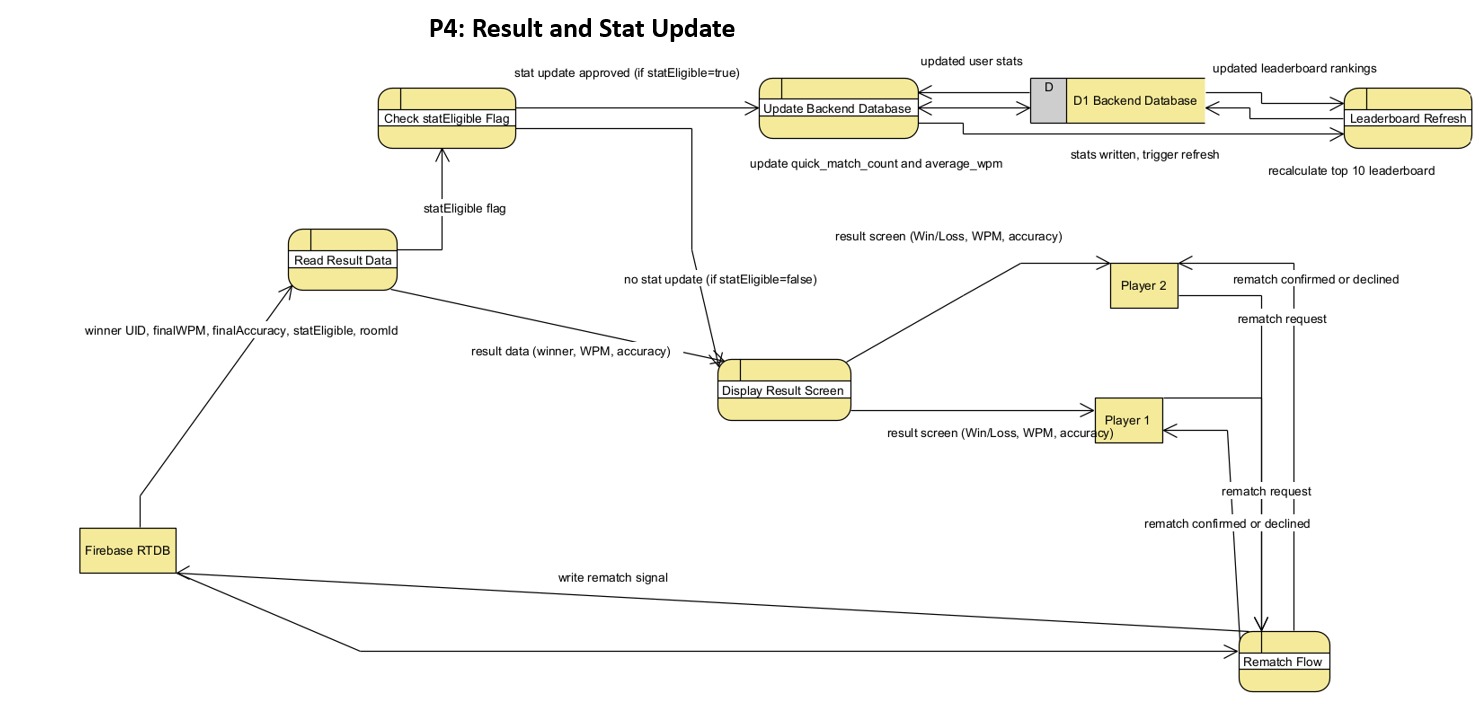 P4: Result and Stat Update
updated user stats
stat update approved (if statEligible=true)
updated leaderboard rankings
D
D1 Backend Database
Update Backend Database
Check statEligible Flag
Leaderboard Refresh
stats written, trigger refresh
update quick_match_count and average_wpm
recalculate top 10 leaderboard
statEligible flag
result screen (Win/Loss, WPM, accuracy)
Read Result Data
no stat update (if statEligible=false)
rematch confirmed or declined
Player 2
rematch request
winner UID, finalWPM, finalAccuracy, statEligible, roomId
result data (winner, WPM, accuracy)
Display Result Screen
Player 1
result screen (Win/Loss, WPM, accuracy)
rematch request
rematch confirmed or declined
Firebase RTDB
write rematch signal
Rematch Flow